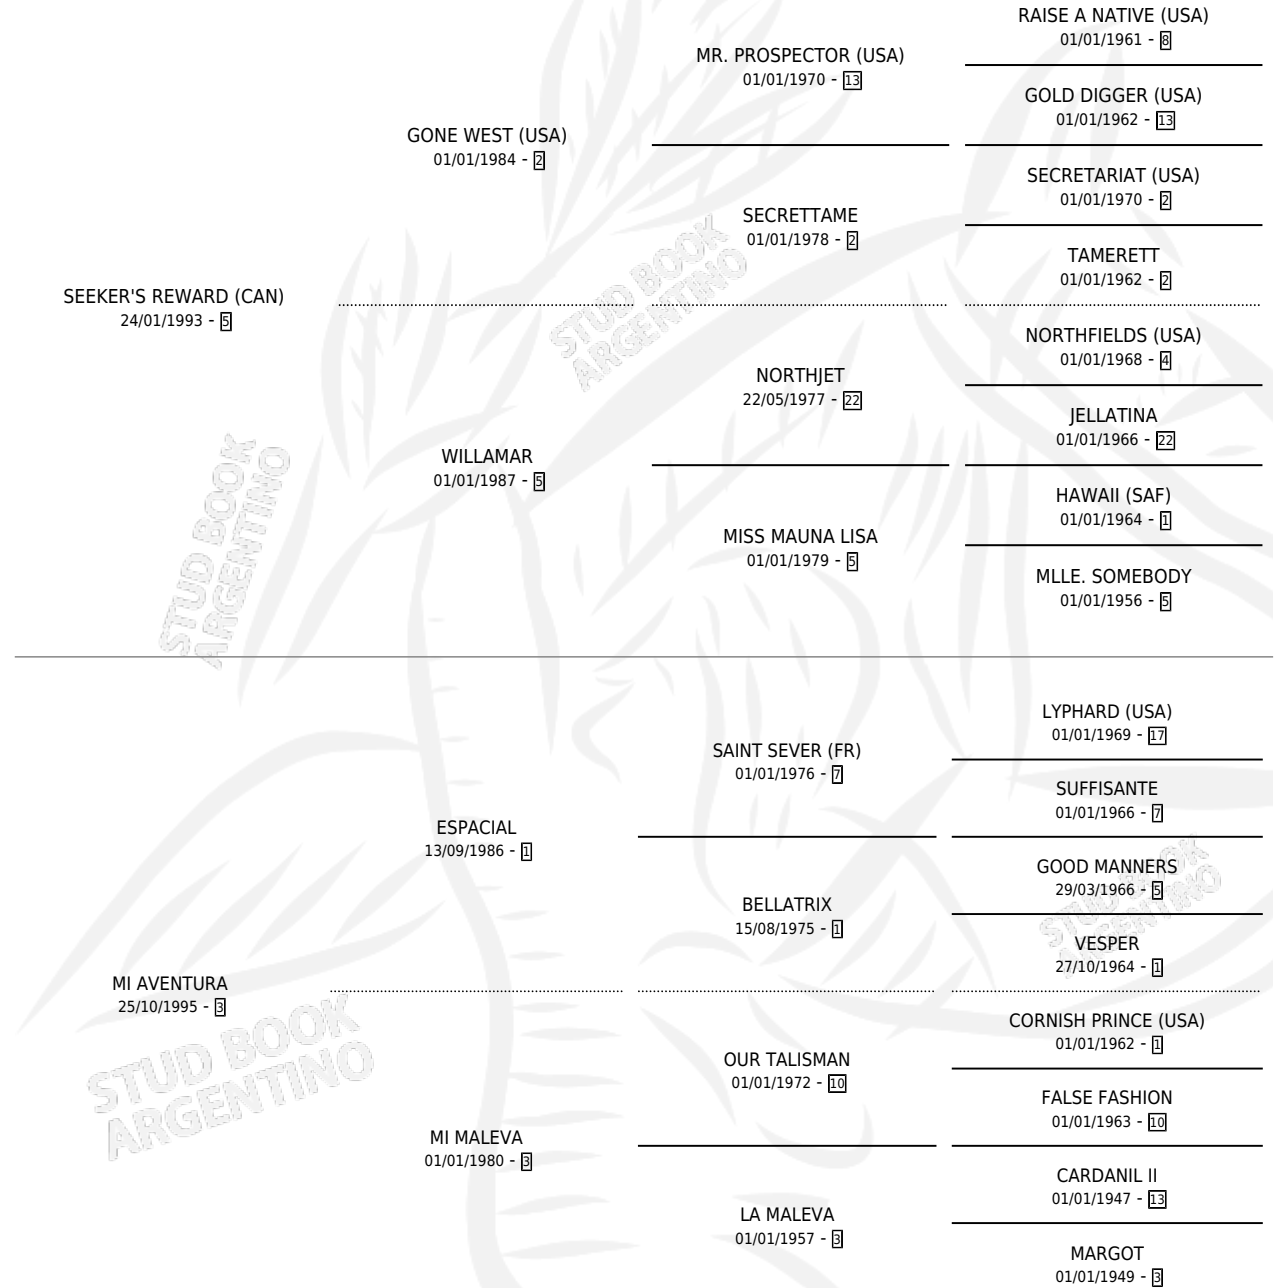 RAISE A NATIVE (USA)
01/01/1961 - 8
MR. PROSPECTOR (USA)
01/01/1970 - 13
GOLD DIGGER (USA)
01/01/1962 - 13
GONE WEST (USA)
01/01/1984 - 2
SECRETARIAT (USA)
01/01/1970 - 2
SECRETTAME
01/01/1978 - 2
TAMERETT
01/01/1962 - 2
SEEKER'S REWARD (CAN)
24/01/1993 - 5
NORTHFIELDS (USA)
01/01/1968 - 4
NORTHJET
22/05/1977 - 22
JELLATINA
01/01/1966 - 22
WILLAMAR
01/01/1987 - 5
HAWAII (SAF)
01/01/1964 - 1
MISS MAUNA LISA
01/01/1979 - 5
MLLE. SOMEBODY
01/01/1956 - 5
LYPHARD (USA)
01/01/1969 - 17
SAINT SEVER (FR)
01/01/1976 - 7
SUFFISANTE
01/01/1966 - 7
ESPACIAL
13/09/1986 - 1
GOOD MANNERS
29/03/1966 - 5
BELLATRIX
15/08/1975 - 1
VESPER
27/10/1964 - 1
MI AVENTURA
25/10/1995 - 3
CORNISH PRINCE (USA)
01/01/1962 - 1
OUR TALISMAN
01/01/1972 - 10
FALSE FASHION
01/01/1963 - 10
MI MALEVA
01/01/1980 - 3
CARDANIL II
01/01/1947 - 13
LA MALEVA
01/01/1957 - 3
MARGOT
01/01/1949 - 3
STUD BOOK
ARGENTINO
STUD BOOK
ARGENTINO
STUD BOOK
ARGENTINO
STUD BOOK
ARGENTINO